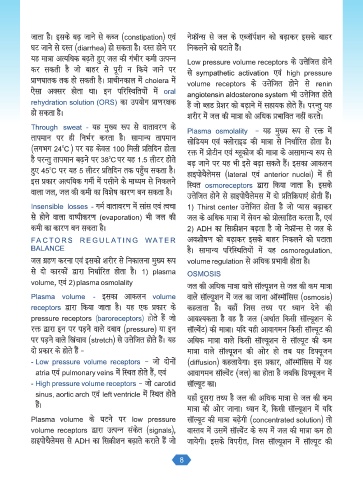 जाता है। इसके बढ़ जाने से कब्ज (constipation) एवं
घट जाने से दस्त (diarrhea) हो सकता है। दस्त होने पर
यह मात्रा अत्यधिक बढ़ते हुए जल की गंभीर कमी उत्पन्न
कर सकती है जो बाहर से पूरी न किये जाने पर
प्राणघातक तक हो सकती है। प्राचीनकाल में cholera में
ऐसा अक्सर होता था। इन परिस्थितियों में oral
rehydration solution (ORS) का उपयोग प्राणरक्षक
हो सकता है।
Through sweat - यह मुख्य रूप से वातावरण के
तापमान पर ही निर्भर करता है। सामान्य तापमान
(लगभग 24°C ) पर यह केवल 100 मिली प्रतिदिन होता
है परन्तु तापमान बढ़ने पर 38°C पर यह 1.5 लीटर होते
हुए 45°C पर यह 5 लीटर प्रतिदिन तक पहुँच सकता है।
इस प्रकार अत्यधिक गर्मी में पसीने के माध्यम से निकलने
वाला जल, जल की कमी का विशेष कारण बन सकता है।
Insensible losses - गर्म वातावरण में सांस एवं त्वचा
से होने वाला वाष्पीकरण (evaporation) भी जल की
कमी का कारण बन सकता है।
FACTORS REGULATING WATER
BALANCE
जल ग्रहण करना एवं इसकी शरीर से निकालना मुख्य रूप
से दो कारकों द्वारा निर्धारित होता है। 1) plasma
volume, एवं 2) plasma osmolality
Plasma volume - इसका आकलन volume
receptors द्वारा किया जाता है। यह एक प्रकार के
pressure receptors (baroreceptors) होते हैं जो
रक्त द्वारा इन पर पड़ने वाले दबाव (pressure) या इन
पर पड़ने वाले खिंचाव (stretch) से उत्तेजित होते हैं। यह
दो प्रकार के होते हैं -
- Low pressure volume receptors - जो दोनों
atria एवं pulmonary veins में स्थित होते हैं, एवं
- High pressure volume receptors - जो carotid
sinus, aortic arch एवं left ventricle में स्थित होते
हैं।
Plasma volume के घटने पर low pressure
volume receptors द्वारा उत्पन्न संकेत (signals),
हाइपोथैलेमस से ADH का सिक्रीशन बढ़ाते कराते हैं जो
नेफ्रॉन्स से जल के एब्जॉर्पशन को बढ़ाकर इसके बाहर
निकलने को घटाते हैं।
Low pressure volume receptors के उत्तेजित होने
से sympathetic activation एवं high pressure
volume receptors के उत्तेजित होने से renin
angiotensin aldosterone system भी उत्तेजित होते
हैं जो ब्लड प्रेशर को बढ़ाने में सहायक होते हैं। परन्तु यह
शरीर में जल की मात्रा को अधिक प्रभावित नहीं करते।
Plasma osmolality - यह मुख्य रूप से रक्त में
सोडियम एवं क्लोराइड की मात्रा से निर्धारित होता है।
रक्त में प्रोटीन एवं ग्लूकोज की मात्रा के असामान्य रूप से
बढ़ जाने पर यह भी इसे बढ़ा सकते हैं। इसका आकलन
हाइपोथैलेमस (lateral एवं anterior nuclei) में ही
स्थित osmoreceptors द्वारा किया जाता है। इसके
उत्तेजित होने से हाइपोथैलेमस में दो प्रतिक्रियाएं होती हैं।
1) Thirst center उत्तेजित होता है जो प्यास बढ़ाकर
जल के अधिक मात्रा में सेवन को प्रोत्साहित करता है, एवं
2) ADH का सिक्रीशन बढ़ता है जो नेफ्रॉन्स से जल के
अवशोषण को बढ़ाकर इसके बाहर निकलने को घटाता
है। सामान्य परिस्थितियों में यह osmoregulation,
volume regulation से अधिक प्रभावी होता है।
OSMOSIS
जल की अधिक मात्रा वाले सॉल्यूशन से जल की कम मात्रा
वाले सॉल्यूशन में जल का जाना ऑस्मोसिस (osmosis)
कहलाता है। यहाँ जिस तथ्य पर ध्यान देने की
आवश्यकता है वह है जल (अर्थात किसी सॉल्यूशन के
सॉल्वेंट) की मात्रा। यदि यही आवागमन किसी सॉल्यूट की
अधिक मात्रा वाले किसी सॉल्यूशन से सॉल्यूट की कम
मात्रा वाले सॉल्यूशन की ओर हो तब यह डिफ्यूजन
(diffusion) कहलायेगा। इस प्रकार, ऑस्मोसिस में यह
आवागमन सॉल्वेंट (जल) का होता है जबकि डिफ्यूजन में
सॉल्यूट का।
यहाँ दूसरा तथ्य है जल की अधिक मात्रा से जल की कम
मात्रा की ओर जाना। ध्यान दें, किसी सॉल्यूशन में यदि
सॉल्यूट की मात्रा बढ़ेगी (concentrated solution) तो
वास्तव में उसमें सॉल्वेंट के रूप में जल की मात्रा कम हो
जायेगी। इसके विपरीत, जिस सॉल्यूशन में सॉल्यूट की
8